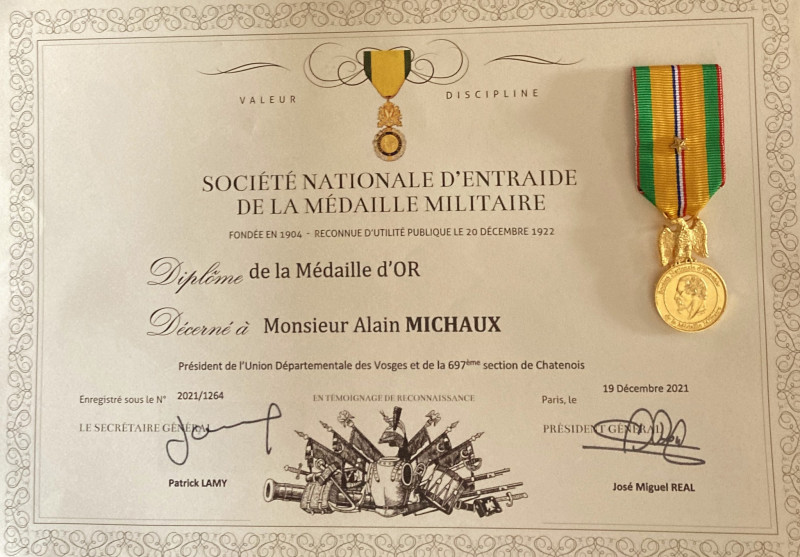 VALEUR DISCIPLINE
SOCIÉTÉ NATIONALE D'ENTRAIDE
DE LA MÉDAILLE MILITAIRE
FONDÉE EN 1904 - RECONNUE D'UTILITÉ PUBLIQUE LE 20 DÉCEMBRE 1922
Diplôme de la Médaille d'OR
Décerné à Monsieur Alain MICHAUX
Président de l'Union Départementale des Vosges et de la 697ème section de Chatenois
Enregistré sous le N° 2021/1264
EN TÉMOIGNAGE DE RECONNAISSANCE
Paris, le 19 Décembre 2021
LE SECRÉTAIRE GÉNÉRAL
PRÉSIDENT GÉNÉRAL
Patrick LAMY
José Miguel REAL